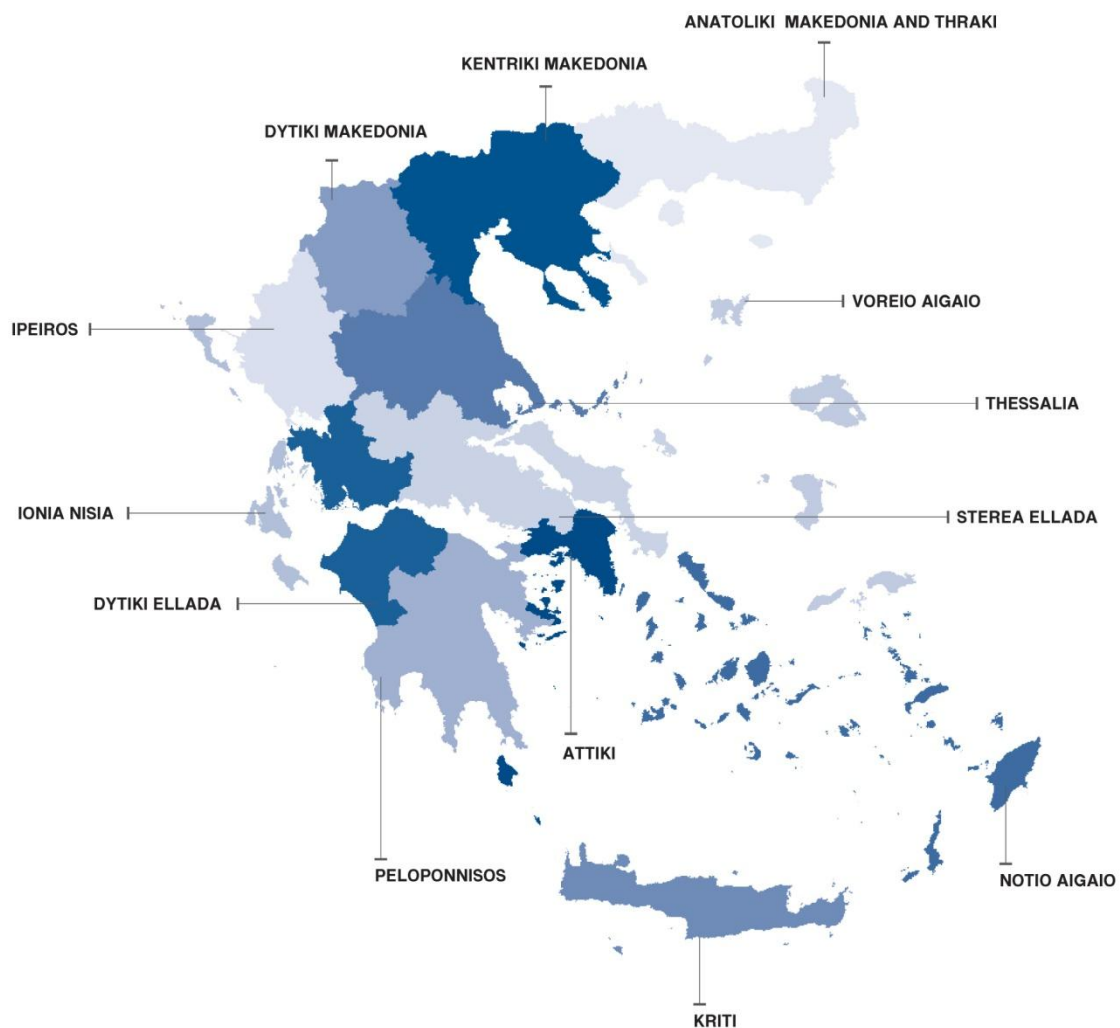 ANATOLIKI MAKEDONIA AND THRAKI
KENTRIKI MAKEDONIA
DYTIKI MAKEDONIA
VOREIO AIGAIO
IPEIROS
THESSALIA
IONIA NISIA
STEREA ELLADA
DYTIKI ELLADA
ATTIKI
PELOPONNISOS
NOTIO AIGAIO
KRITI